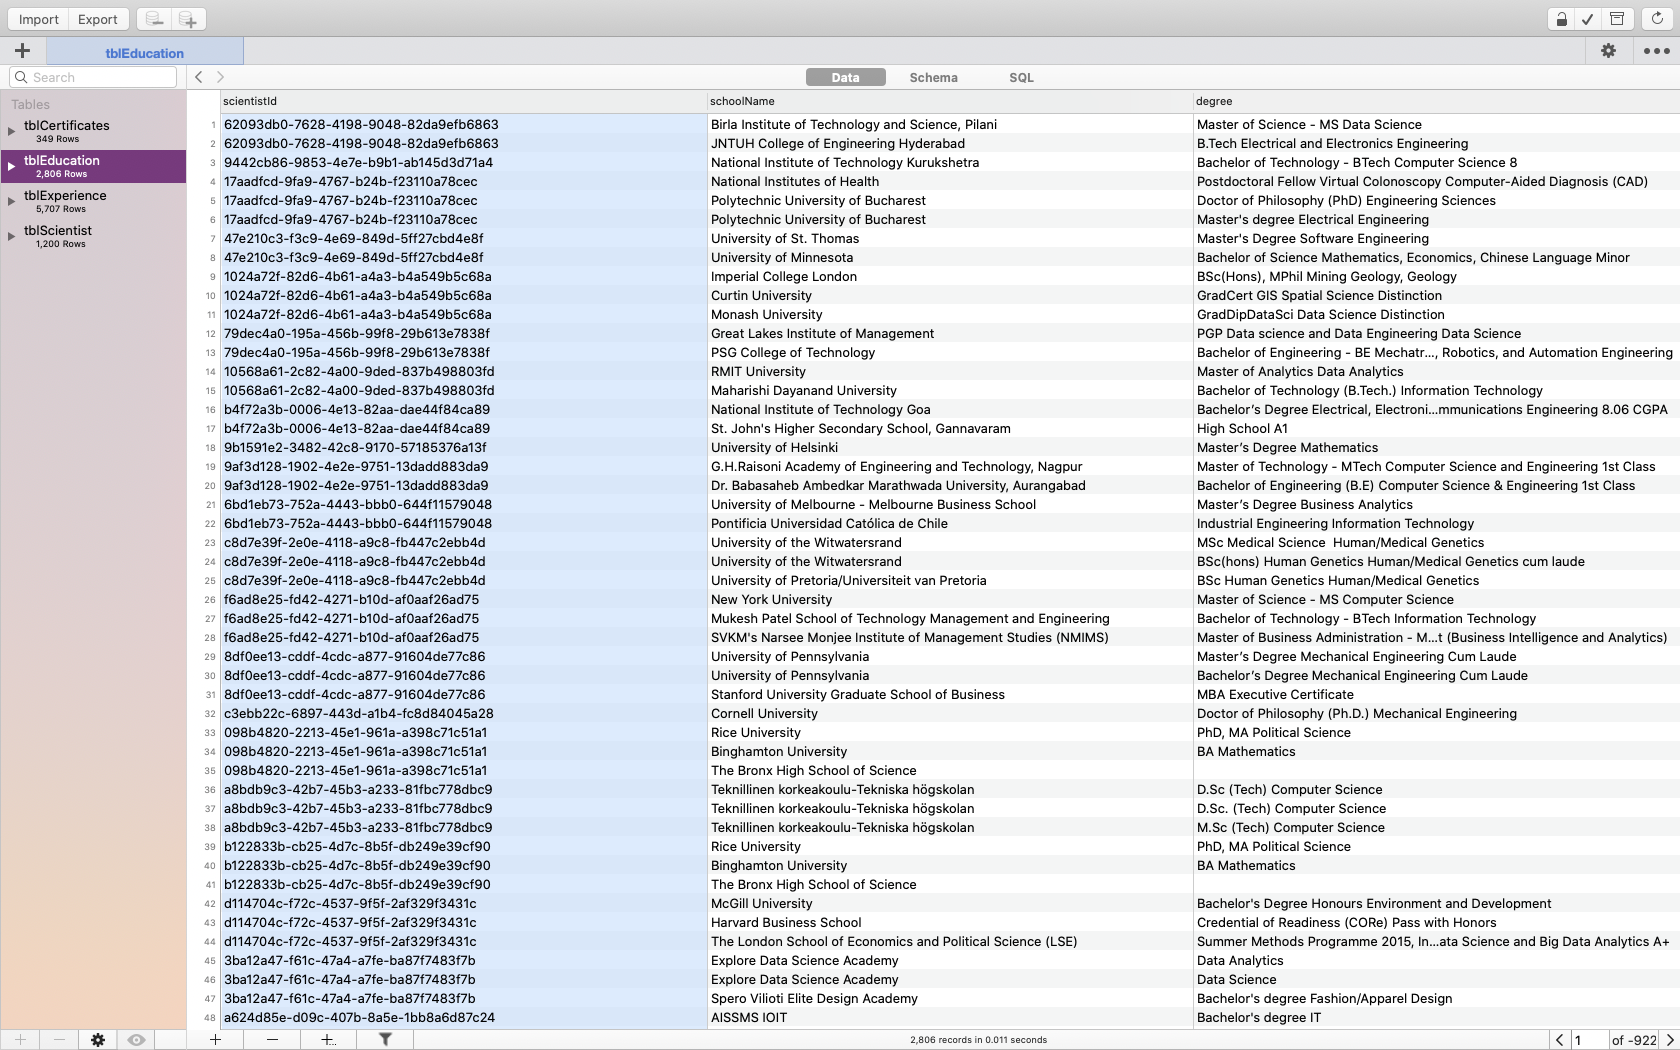 Import Export
tblEducation
Search
Data Schema SQL
Tables
tblCertificates
349 Rows
tblEducation
2,806 Rows
tblExperience
5,707 Rows
tblScientist
1,200 Rows
scientistId schoolName degree
1 62093db0-7628-4198-9048-82da9efb6863 Birla Institute of Technology and Science, Pilani Master of Science - MS Data Science
2 62093db0-7628-4198-9048-82da9efb6863 JNTUH College of Engineering Hyderabad B.Tech Electrical and Electronics Engineering
3 9442cb86-9853-4e7e-b9b1-ab145d3d71a4 National Institute of Technology Kurukshetra Bachelor of Technology - BTech Computer Science 8
4 17aadfcd-9fa9-4767-b24b-f23110a78cec National Institutes of Health Postdoctoral Fellow Virtual Colonoscopy Computer-Aided Diagnosis (CAD)
5 17aadfcd-9fa9-4767-b24b-f23110a78cec Polytechnic University of Bucharest Doctor of Philosophy (PhD) Engineering Sciences
6 17aadfcd-9fa9-4767-b24b-f23110a78cec Polytechnic University of Bucharest Master's degree Electrical Engineering
7 47e210c3-f3c9-4e69-849d-5ff27cbd4e8f University of St. Thomas Master's Degree Software Engineering
8 47e210c3-f3c9-4e69-849d-5ff27cbd4e8f University of Minnesota Bachelor of Science Mathematics, Economics, Chinese Language Minor
9 1024a72f-82d6-4b61-a4a3-b4a549b5c68a Imperial College London BSc(Hons), MPhil Mining Geology, Geology
10 1024a72f-82d6-4b61-a4a3-b4a549b5c68a Curtin University GradCert GIS Spatial Science Distinction
11 1024a72f-82d6-4b61-a4a3-b4a549b5c68a Monash University GradDipDataSci Data Science Distinction
12 79dec4a0-195a-456b-99f8-29b613e7838f Great Lakes Institute of Management PGP Data science and Data Engineering Data Science
13 79dec4a0-195a-456b-99f8-29b613e7838f PSG College of Technology Bachelor of Engineering - BE Mechatr..., Robotics, and Automation Engineering
14 10568a61-2c82-4a00-9ded-837b498803fd RMIT University Master of Analytics Data Analytics
15 10568a61-2c82-4a00-9ded-837b498803fd Maharishi Dayanand University Bachelor of Technology (B.Tech.) Information Technology
16 b4f72a3b-0006-4e13-82aa-dae44f84ca89 National Institute of Technology Goa Bachelor’s Degree Electrical, Electroni...mmunications Engineering 8.06 CGPA
17 b4f72a3b-0006-4e13-82aa-dae44f84ca89 St. John's Higher Secondary School, Gannavaram High School A1
18 9b1591e2-3482-42c8-9170-57185376a13f University of Helsinki Master’s Degree Mathematics
19 9af3d128-1902-4e2e-9751-13dadd883da9 G.H.Raisoni Academy of Engineering and Technology, Nagpur Master of Technology - MTech Computer Science and Engineering 1st Class
20 9af3d128-1902-4e2e-9751-13dadd883da9 Dr. Babasaheb Ambedkar Marathwada University, Aurangabad Bachelor of Engineering (B.E) Computer Science & Engineering 1st Class
21 6bd1eb73-752a-4443-bbb0-644f11579048 University of Melbourne - Melbourne Business School Master’s Degree Business Analytics
22 6bd1eb73-752a-4443-bbb0-644f11579048 Pontificia Universidad Católica de Chile Industrial Engineering Information Technology
23 c8d7e39f-2e0e-4118-a9c8-fb447c2ebb4d University of the Witwatersrand MSc Medical Science  Human/Medical Genetics
24 c8d7e39f-2e0e-4118-a9c8-fb447c2ebb4d University of the Witwatersrand BSc(hons) Human Genetics Human/Medical Genetics cum laude
25 c8d7e39f-2e0e-4118-a9c8-fb447c2ebb4d University of Pretoria/Universiteit van Pretoria BSc Human Genetics Human/Medical Genetics
26 f6ad8e25-fd42-4271-b10d-af0aaf26ad75 New York University Master of Science - MS Computer Science
27 f6ad8e25-fd42-4271-b10d-af0aaf26ad75 Mukesh Patel School of Technology Management and Engineering Bachelor of Technology - BTech Information Technology
28 f6ad8e25-fd42-4271-b10d-af0aaf26ad75 SVKM's Narsee Monjee Institute of Management Studies (NMIMS) Master of Business Administration - M...t (Business Intelligence and Analytics)
29 8df0ee13-cddf-4cdc-a877-91604de77c86 University of Pennsylvania Master’s Degree Mechanical Engineering Cum Laude
30 8df0ee13-cddf-4cdc-a877-91604de77c86 University of Pennsylvania Bachelor’s Degree Mechanical Engineering Cum Laude
31 8df0ee13-cddf-4cdc-a877-91604de77c86 Stanford University Graduate School of Business MBA Executive Certificate
32 c3ebb22c-6897-443d-a1b4-fc8d84045a28 Cornell University Doctor of Philosophy (Ph.D.) Mechanical Engineering
33 098b4820-2213-45e1-961a-a398c71c51a1 Rice University PhD, MA Political Science
34 098b4820-2213-45e1-961a-a398c71c51a1 Binghamton University BA Mathematics
35 098b4820-2213-45e1-961a-a398c71c51a1 The Bronx High School of Science
36 a8bdb9c3-42b7-45b3-a233-81fbc778dbc9 Teknillinen korkeakoulu-Tekniska högskolan D.Sc (Tech) Computer Science
37 a8bdb9c3-42b7-45b3-a233-81fbc778dbc9 Teknillinen korkeakoulu-Tekniska högskolan D.Sc. (Tech) Computer Science
38 a8bdb9c3-42b7-45b3-a233-81fbc778dbc9 Teknillinen korkeakoulu-Tekniska högskolan M.Sc (Tech) Computer Science
39 b122833b-cb25-4d7c-8b5f-db249e39cf90 Rice University PhD, MA Political Science
40 b122833b-cb25-4d7c-8b5f-db249e39cf90 Binghamton University BA Mathematics
41 b122833b-cb25-4d7c-8b5f-db249e39cf90 The Bronx High School of Science
42 d114704c-f72c-4537-9f5f-2af329f3431c McGill University Bachelor's Degree Honours Environment and Development
43 d114704c-f72c-4537-9f5f-2af329f3431c Harvard Business School Credential of Readiness (CORe) Pass with Honors
44 d114704c-f72c-4537-9f5f-2af329f3431c The London School of Economics and Political Science (LSE) Summer Methods Programme 2015, In...ata Science and Big Data Analytics A+
45 3ba12a47-f61c-47a4-a7fe-ba87f7483f7b Explore Data Science Academy Data Analytics
46 3ba12a47-f61c-47a4-a7fe-ba87f7483f7b Explore Data Science Academy Data Science
47 3ba12a47-f61c-47a4-a7fe-ba87f7483f7b Spero Vilioti Elite Design Academy Bachelor's degree Fashion/Apparel Design
48 a624d85e-d09c-407b-8a5e-1bb8a6d87c24 AISSMS IOIT Bachelor's degree IT
2,806 records in 0.011 seconds 1 of -922